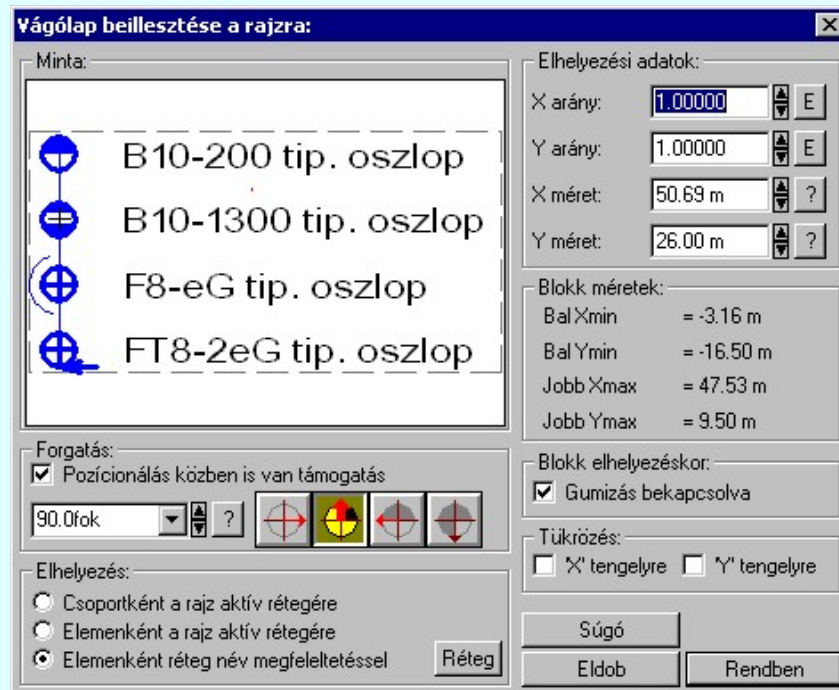 Vágólap beillesztése a rajzra:
Minta:
B10-200 tip. oszlop
B10-1300 tip. oszlop
F8-eG tip. oszlop
FT8-2eG tip. oszlop
Forgatás:
Pozícionálás közben is van támogatás
90.0fok
?
Elhelyezés:
Csoportként a rajz aktív rétegére
Elemenként a rajz aktív rétegére
Elemenként réteg név megfeleltetéssel
Réteg
Elhelyezési adatok:
X arány: 1.00000 E
Y arány: 1.00000 E
X méret: 50.69 m ?
Y méret: 26.00 m ?
Blokk méretek:
Bal Xmin = -3.16 m
Bal Ymin = -16.50 m
Jobb Xmax = 47.53 m
Jobb Ymax = 9.50 m
Blokk elhelyezéskor:
Gumizás bekapcsolva
Tükrözés:
'X' tengelyre 'Y' tengelyre
Súgó
Eldob Rendben